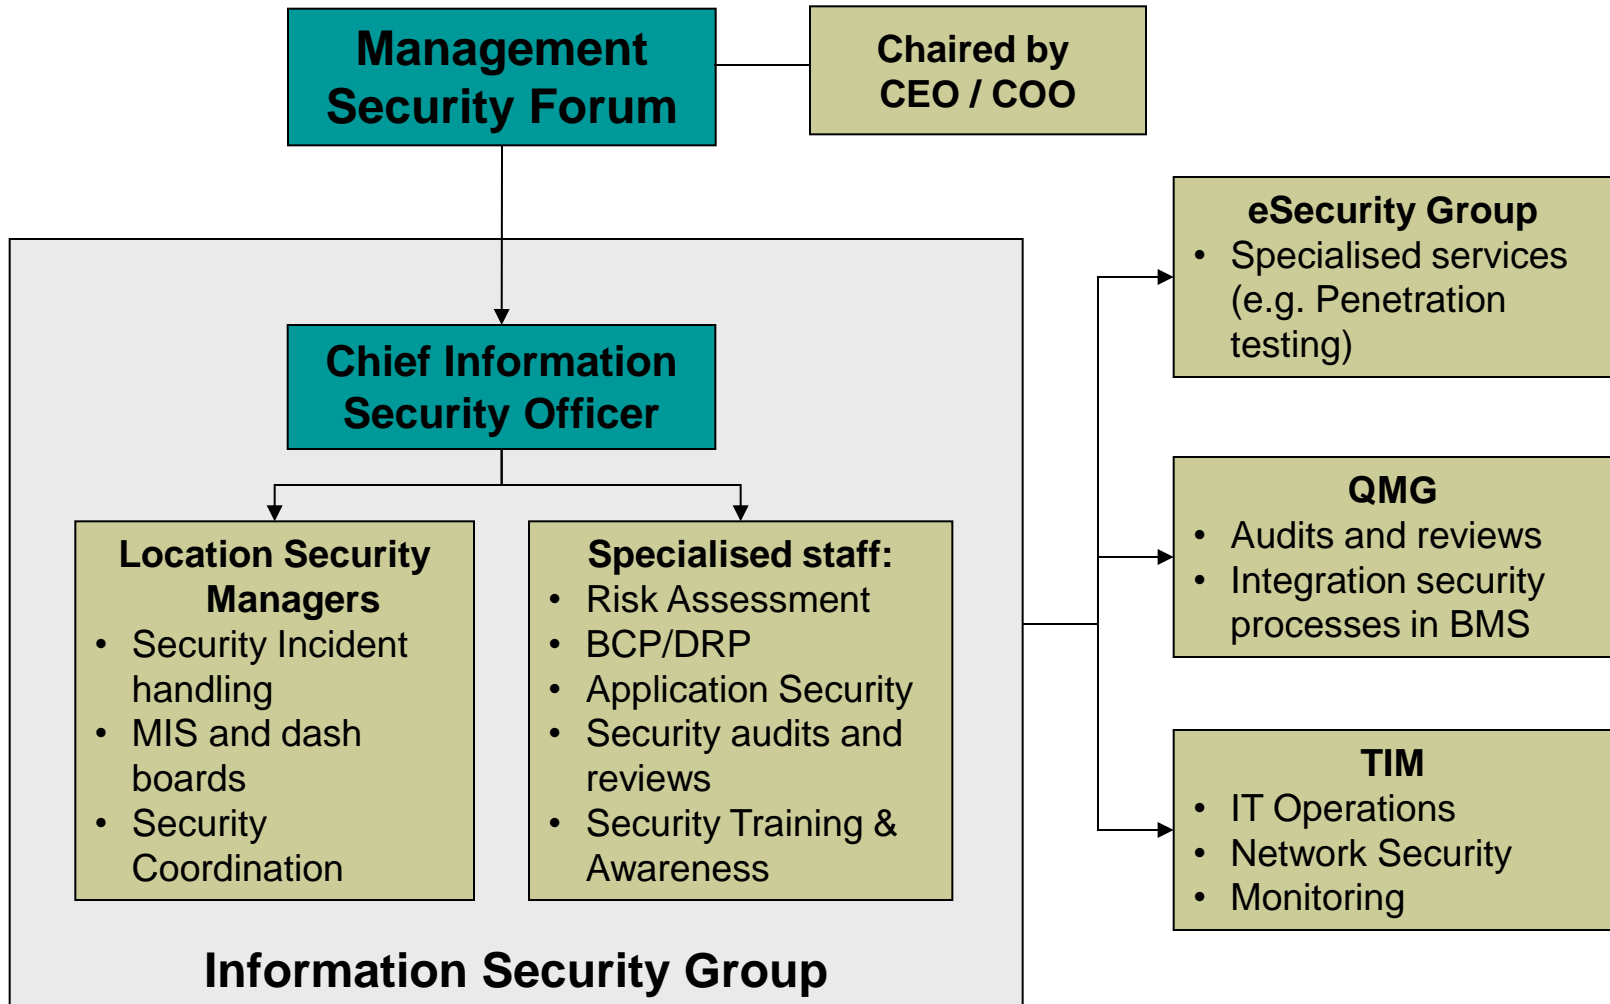 Management
Security Forum
Chaired by
CEO / COO
eSecurity Group
• Specialised services
(e.g. Penetration
testing)
Chief Information
Security Officer
QMG
• Audits and reviews
• Integration security
processes in BMS
Location Security
Managers
• Security Incident
handling
• MIS and dash
boards
• Security
Coordination
Specialised staff:
• Risk Assessment
• BCP/DRP
• Application Security
• Security audits and
reviews
• Security Training &
Awareness
TIM
• IT Operations
• Network Security
• Monitoring
Information Security Group